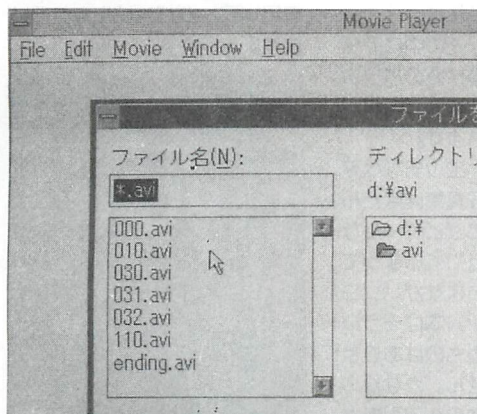 Movie Player
File Edit Movie Window Help
ファイルを
ファイル名(N):
ディレクトリ
*.avi
d:¥avi
000.avi
010.avi
030.avi
031.avi
032.avi
110.avi
ending.avi
d:¥
avi